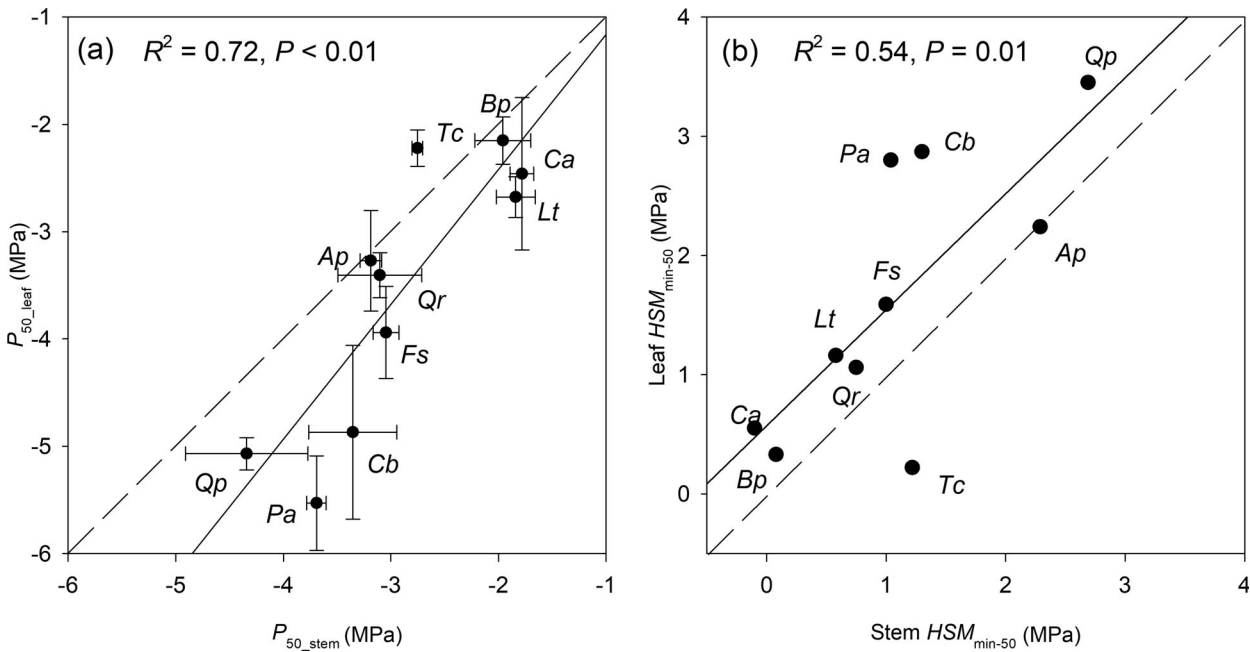 (a) R² = 0.72, P < 0.01
-1
-2
-3
-4
-5
-6
P50_leaf (MPa)
Bp
Tc
Ca
Lt
Ap
Qr
Fs
Cb
Qp
Pa
-6 -5 -4 -3 -2 -1
P50_stem (MPa)
(b) R² = 0.54, P = 0.01
4
3
2
1
0
Leaf HSMmin-50 (MPa)
Qp
Pa
Cb
Ap
Fs
Lt
Qr
Ca
Bp
Tc
0 1 2 3 4
Stem HSMmin-50 (MPa)